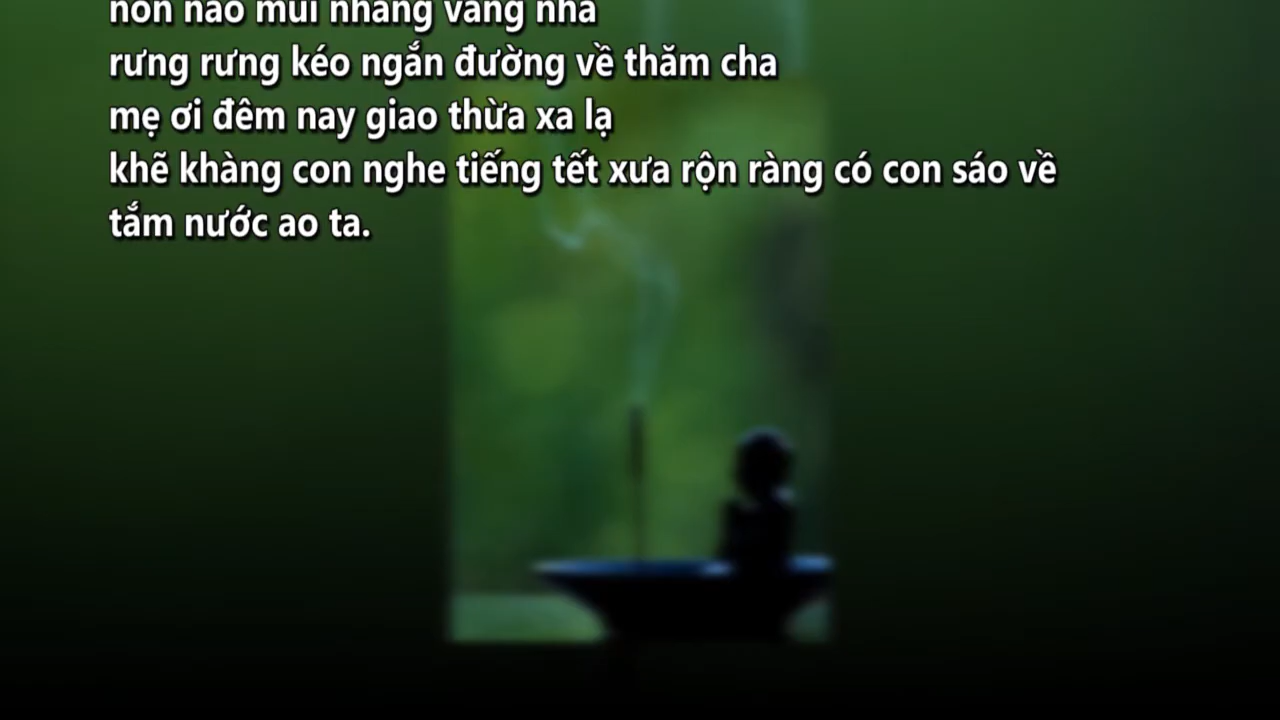 nôn nao mùi nhang vắng nhà
rưng rưng kéo ngắn đường về thăm cha
mẹ ơi đêm nay giao thừa xa lạ
khẽ khàng con nghe tiếng tết xưa rộn ràng có con sáo về
tắm nước ao ta.